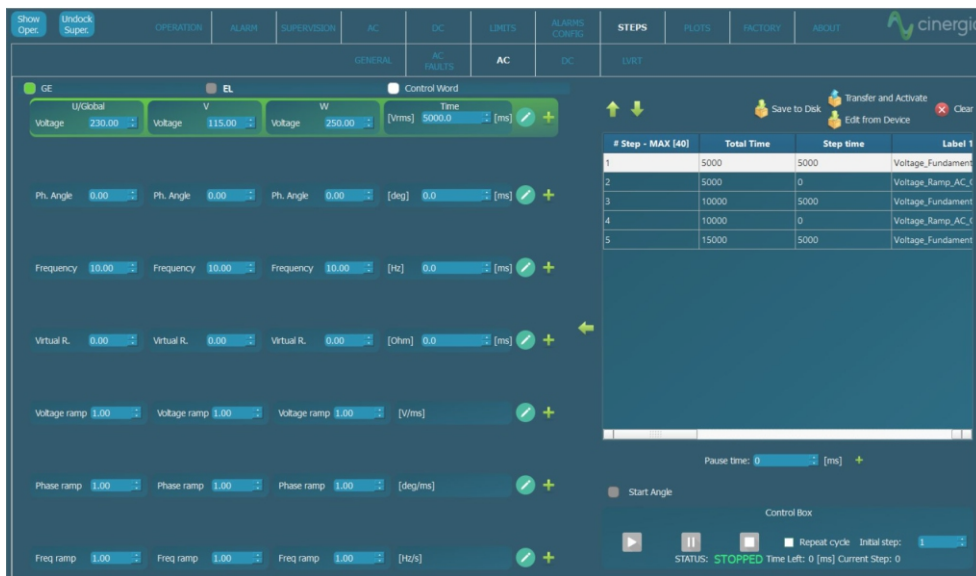 Show Oper.
Undock Super.
OPERATION
ALARM
SUPERVISION
AC
DC
LIMITS
ALARMS CONFIG
STEPS
PLOTS
FACTORY
ABOUT
cinergia
GENERAL
AC FAULTS
AC
DC
LVRT
GE
EL
Control Word
U/Global V W Time
Voltage 230.00 Voltage 115.00 Voltage 250.00 [Vrms] 5000.0 [ms]
Ph. Angle 0.00 Ph. Angle 0.00 Ph. Angle 0.00 [deg] 0.0 [ms]
Frequency 10.00 Frequency 10.00 Frequency 10.00 [Hz] 0.0 [ms]
Virtual R. 0.00 Virtual R. 0.00 Virtual R. 0.00 [Ohm] 0.0 [ms]
Voltage ramp 1.00 Voltage ramp 1.00 Voltage ramp 1.00 [V/ms]
Phase ramp 1.00 Phase ramp 1.00 Phase ramp 1.00 [deg/ms]
Freq ramp 1.00 Freq ramp 1.00 Freq ramp 1.00 [Hz/s]
Save to Disk
Transfer and Activate
Edit from Device
Clear
# Step - MAX [40] Total Time Step time Label 1
1 5000 5000 Voltage_Fundament
2 5000 0 Voltage_Ramp_AC_
3 10000 5000 Voltage_Fundament
4 10000 0 Voltage_Ramp_AC_
5 15000 5000 Voltage_Fundament
Pause time: 0 [ms]
Start Angle
Control Box
Repeat cycle Initial step: 1
STATUS: STOPPED Time Left: 0 [ms] Current Step: 0